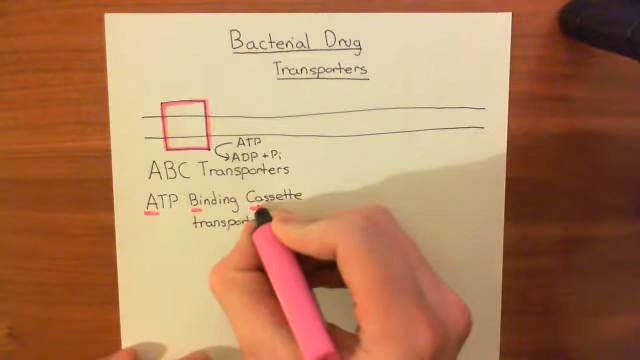 Bacterial Drug
Transporters
ATP
ADP + Pi
ABC Transporters
ATP Binding Cassette